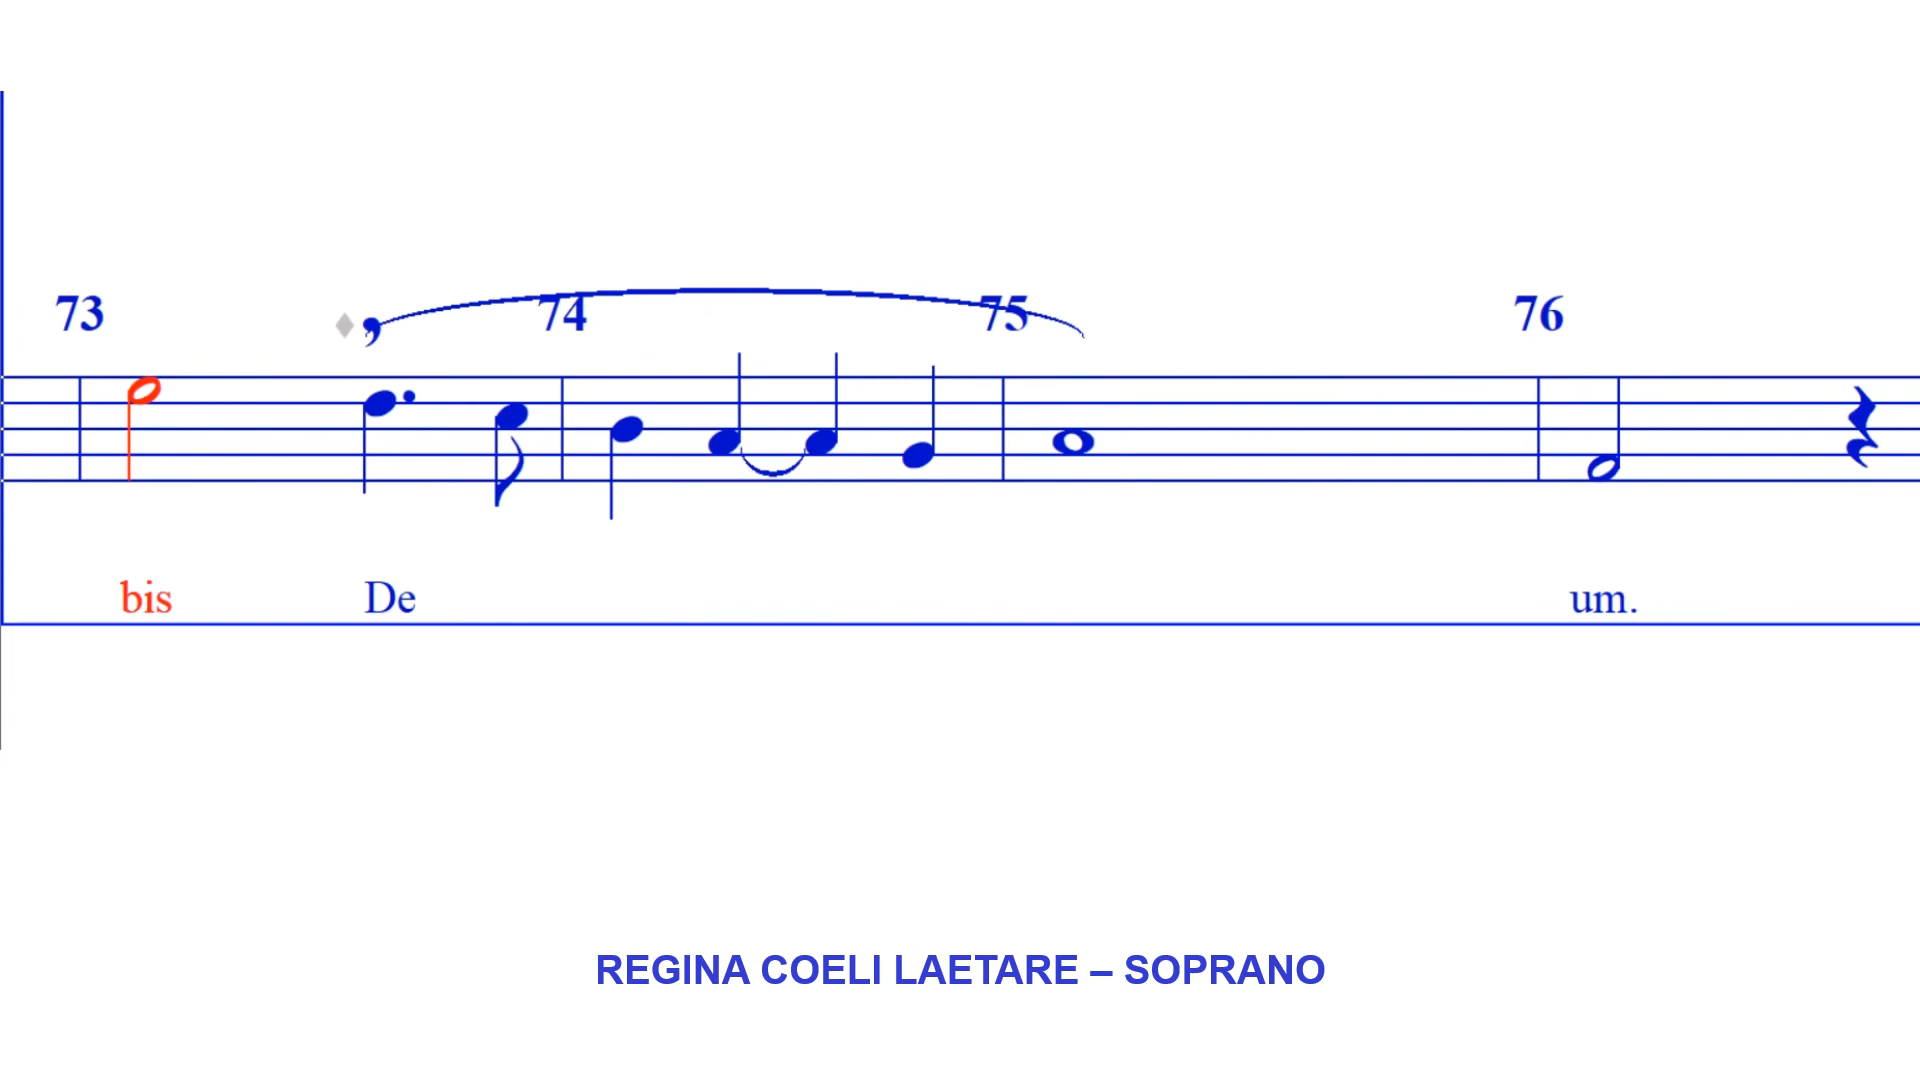 73 74 75 76
bis De um.
REGINA COELI LAETARE – SOPRANO